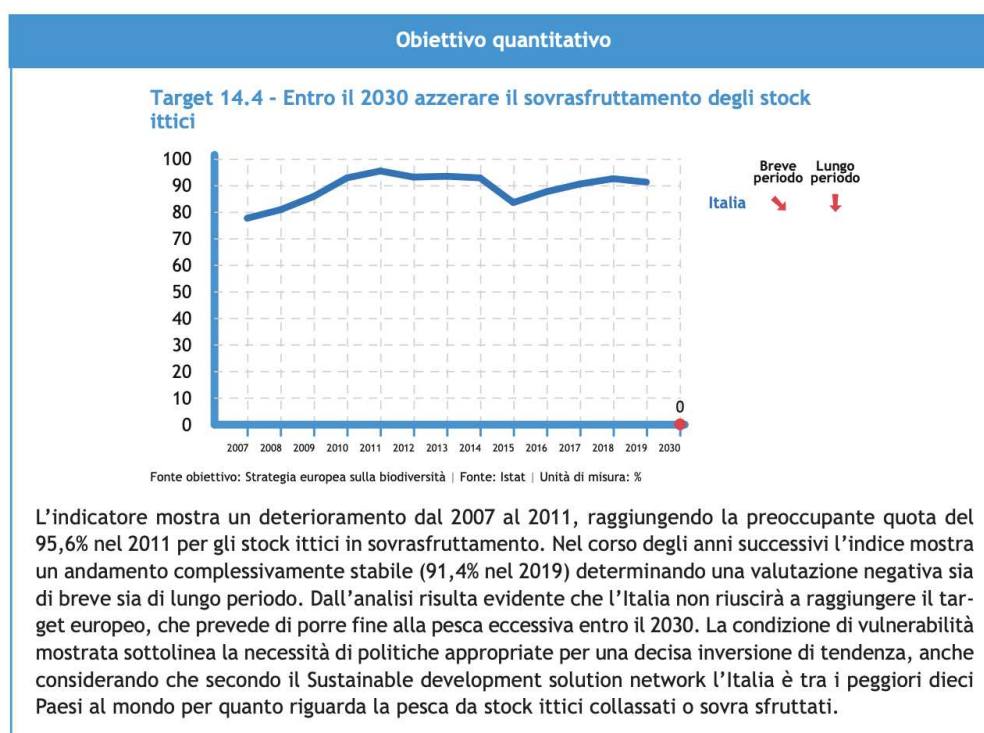 Obiettivo quantitativo
Target 14.4 - Entro il 2030 azzerare il sovrasfruttamento degli stock
ittici
100
90
80
70
60
50
40
30
20
10
0
0
2007 2008 2009 2010 2011 2012 2013 2014 2015 2016 2017 2018 2019 2030
Breve periodo
Lungo periodo
Italia
Fonte obiettivo: Strategia europea sulla biodiversità | Fonte: Istat | Unità di misura: %
L’indicatore mostra un deterioramento dal 2007 al 2011, raggiungendo la preoccupante quota del
95,6% nel 2011 per gli stock ittici in sovrasfruttamento. Nel corso degli anni successivi l’indice mostra
un andamento complessivamente stabile (91,4% nel 2019) determinando una valutazione negativa sia
di breve sia di lungo periodo. Dall’analisi risulta evidente che l’Italia non riuscirà a raggiungere il tar-
get europeo, che prevede di porre fine alla pesca eccessiva entro il 2030. La condizione di vulnerabilità
mostrata sottolinea la necessità di politiche appropriate per una decisa inversione di tendenza, anche
considerando che secondo il Sustainable development solution network l’Italia è tra i peggiori dieci
Paesi al mondo per quanto riguarda la pesca da stock ittici collassati o sovra sfruttati.